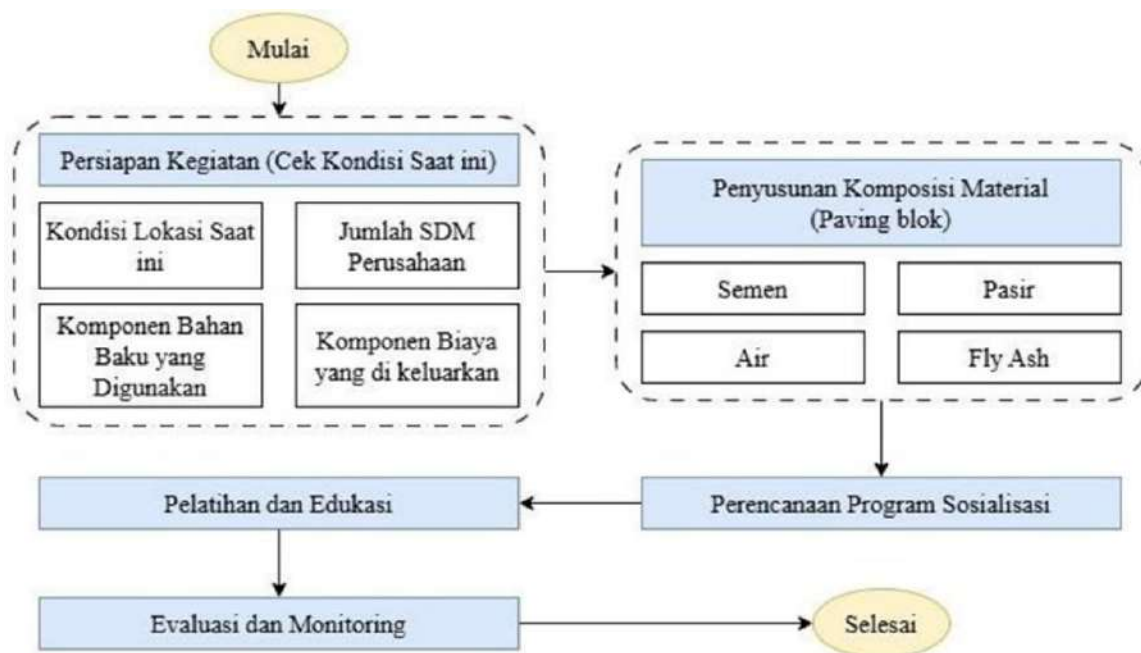 Mulai
Persiapan Kegiatan (Cek Kondisi Saat ini)
Kondisi Lokasi Saat
ini
Jumlah SDM
Perusahaan
Komponen Bahan
Baku yang
Digunakan
Komponen Biaya
yang di keluarkan
Penyusunan Komposisi Material
(Paving blok)
Semen
Pasir
Air
Fly Ash
Perencanaan Program Sosialisasi
Pelatihan dan Edukasi
Evaluasi dan Monitoring
Selesai